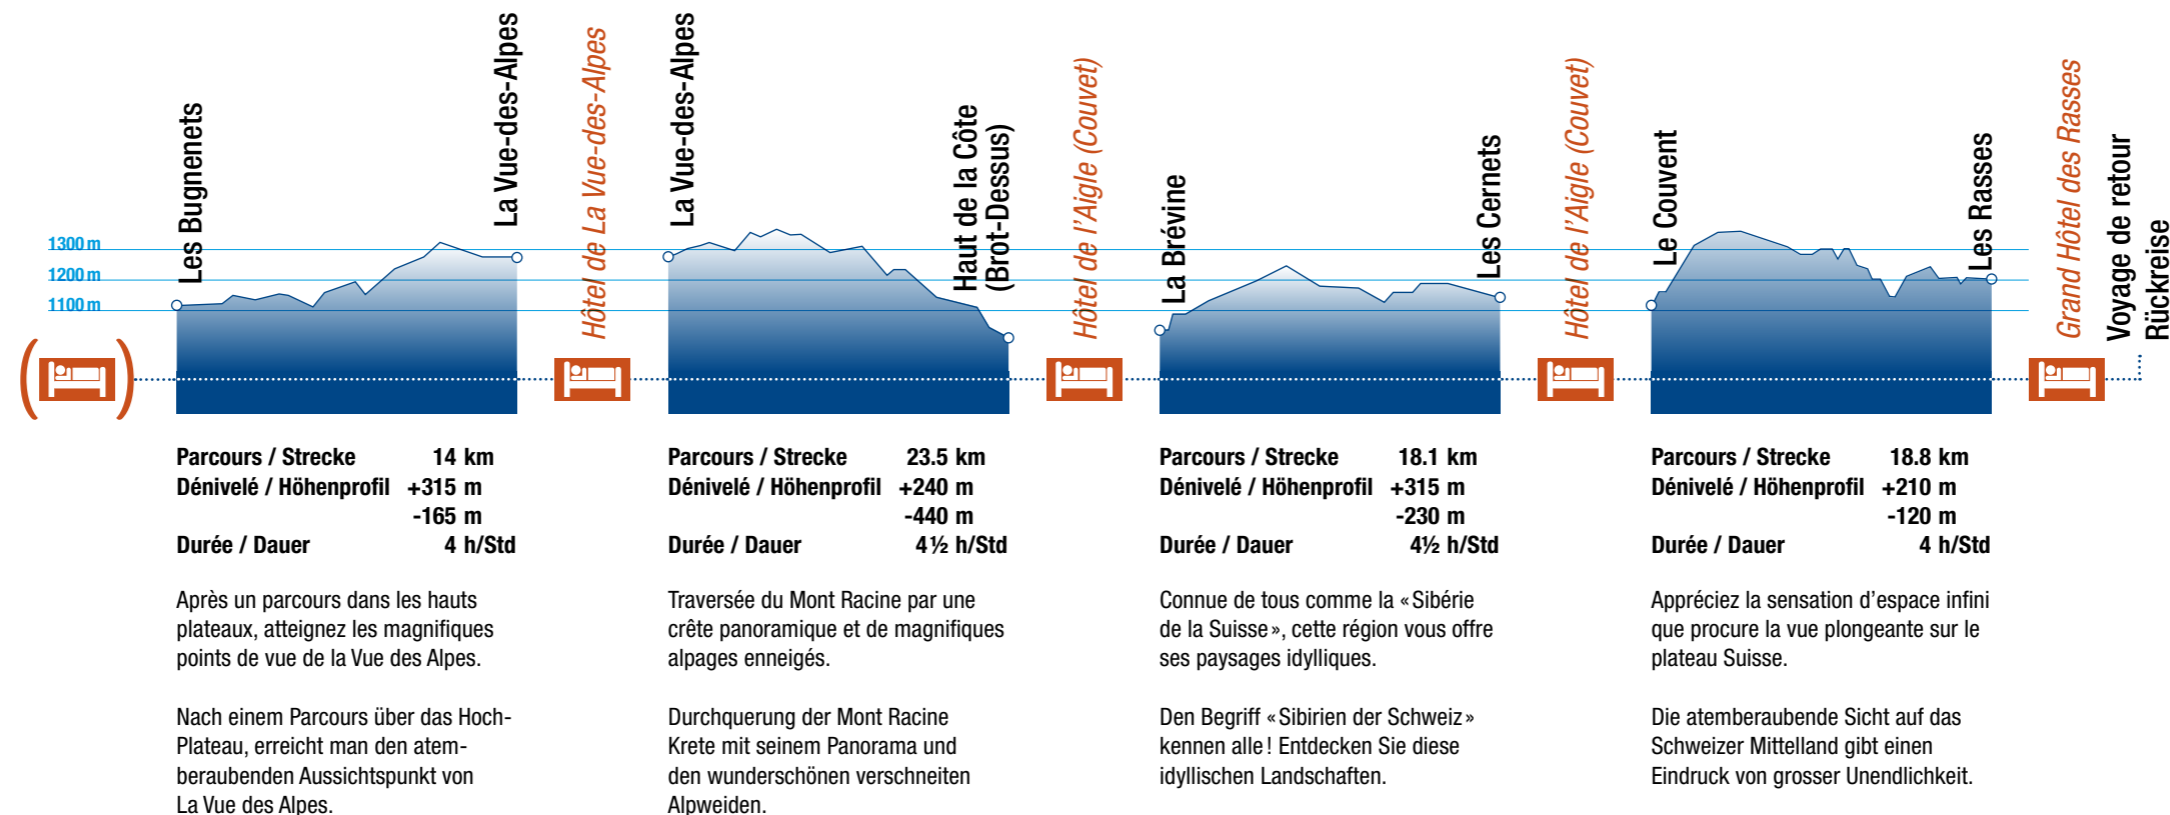 1300 m
1200 m
1100 m
Les Bugnenets
La Vue-des-Alpes
Hôtel de La Vue-des-Alpes
La Vue-des-Alpes
Haut de la Côte
(Brot-Dessus)
Hôtel de l'Aigle (Couvet)
La Brévine
Les Cernets
Hôtel de l'Aigle (Couvet)
Le Couvent
Les Rasses
Grand Hôtel des Rasses
Voyage de retour
Rückreise
Parcours / Strecke 14 km
Dénivelé / Höhenprofil +315 m
-165 m
Durée / Dauer 4 h/Std
Après un parcours dans les hauts
plateaux, atteignez les magnifiques
points de vue de la Vue des Alpes.
Nach einem Parcours über das Hoch-
Plateau, erreicht man den atem-
beraubenden Aussichtspunkt von
La Vue des Alpes.
Parcours / Strecke 23.5 km
Dénivelé / Höhenprofil +240 m
-440 m
Durée / Dauer 4½ h/Std
Traversée du Mont Racine par une
crête panoramique et de magnifiques
alpages enneigés.
Durchquerung der Mont Racine
Krete mit seinem Panorama und
den wunderschönen verschneiten
Alpweiden.
Parcours / Strecke 18.1 km
Dénivelé / Höhenprofil +315 m
-230 m
Durée / Dauer 4½ h/Std
Connue de tous comme la «Sibérie
de la Suisse», cette région vous offre
ses paysages idylliques.
Den Begriff «Sibirien der Schweiz»
kennen alle! Entdecken Sie diese
idyllischen Landschaften.
Parcours / Strecke 18.8 km
Dénivelé / Höhenprofil +210 m
-120 m
Durée / Dauer 4 h/Std
Appréciez la sensation d'espace infini
que procure la vue plongeante sur le
plateau Suisse.
Die atemberaubende Sicht auf das
Schweizer Mittelland gibt einen
Eindruck von grosser Unendlichkeit.